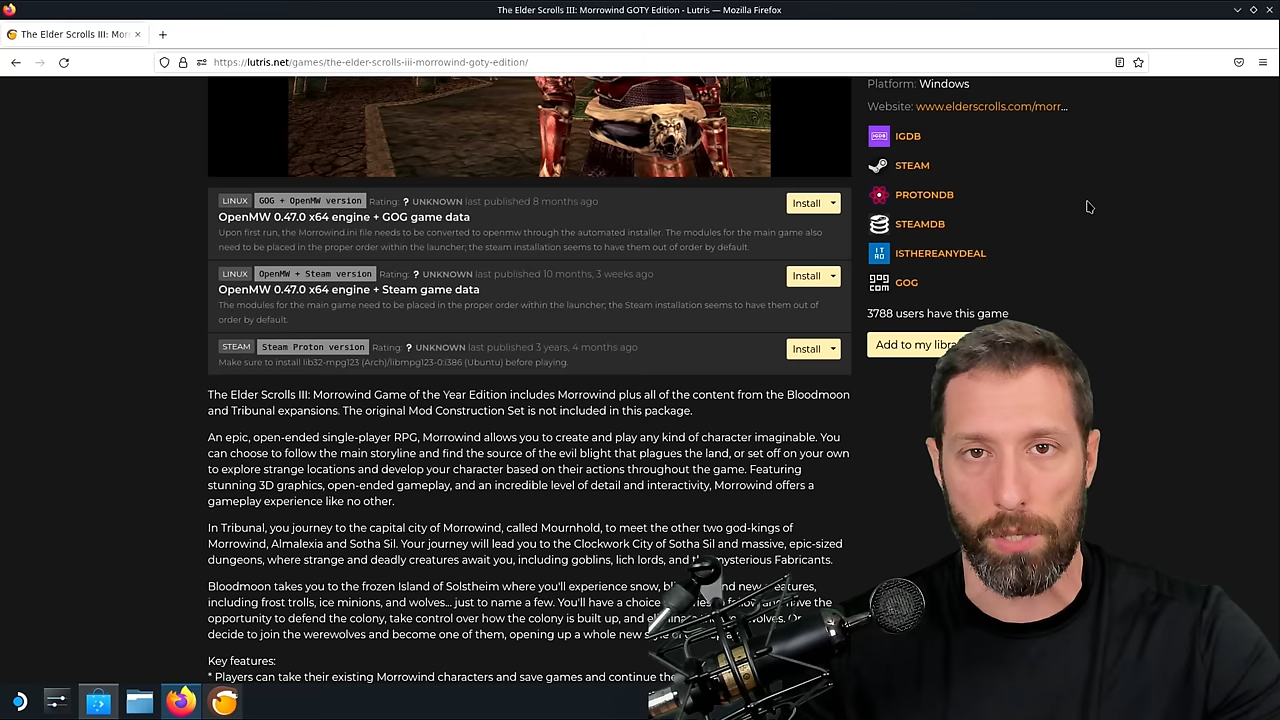 The Elder Scrolls III: Morrowind GOTY Edition - Lutris — Mozilla Firefox
The Elder Scrolls III: Mor
https://lutris.net/games/the-elder-scrolls-iii-morrowind-goty-edition/
Platform: Windows
Website: www.elderscrolls.com/morr...
IGDB
STEAM
PROTONDB
STEAMDB
ISTHEREANYDEAL
GOG.COM GOG
3788 users have this game
Add to my
LINUX GOG + OpenMW version Rating: ? UNKNOWN last published 8 months ago
Install
OpenMW 0.47.0 x64 engine + GOG game data
Upon first run, the Morrowind.ini file needs to be converted to openmw through the automated installer. The modules for the main game also
need to be placed in the proper order within the launcher; the steam installation seems to have them out of order by default.
LINUX OpenMW + Steam version Rating: ? UNKNOWN last published 10 months, 3 weeks ago
Install
OpenMW 0.47.0 x64 engine + Steam game data
The modules for the main game need to be placed in the proper order within the launcher; the Steam installation seems to have them out of
order by default.
STEAM Steam Proton version Rating: ? UNKNOWN last published 3 years, 4 months ago
Install
Make sure to install lib32-mpg123 (Arch)/libmpg123-0:i386 (Ubuntu) before playing.
The Elder Scrolls III: Morrowind Game of the Year Edition includes Morrowind plus all of the content from the Bloodmoon
and Tribunal expansions. The original Mod Construction Set is not included in this package.
An epic, open-ended single-player RPG, Morrowind allows you to create and play any kind of character imaginable. You
can choose to follow the main storyline and find the source of the evil blight that plagues the land, or set off on your own
to explore strange locations and develop your character based on their actions throughout the game. Featuring
stunning 3D graphics, open-ended gameplay, and an incredible level of detail and interactivity, Morrowind offers a
gameplay experience like no other.
In Tribunal, you journey to the capital city of Morrowind, called Mournhold, to meet the other two god-kings of
Morrowind, Almalexia and Sotha Sil. Your journey will lead you to the Clockwork City of Sotha Sil and massive, epic-sized
dungeons, where strange and deadly creatures await you, including goblins, lich lords, and the mysterious Fabricants.
Bloodmoon takes you to the frozen Island of Solstheim where you'll experience snow, and new
including frost trolls, ice minions, and wolves... just to name a few. You'll have a choice the
opportunity to defend the colony, take control over how the colony is built up, and
decide to join the werewolves and become one of them, opening up a whole new
Key features:
* Players can take their existing Morrowind characters and save games and continue the